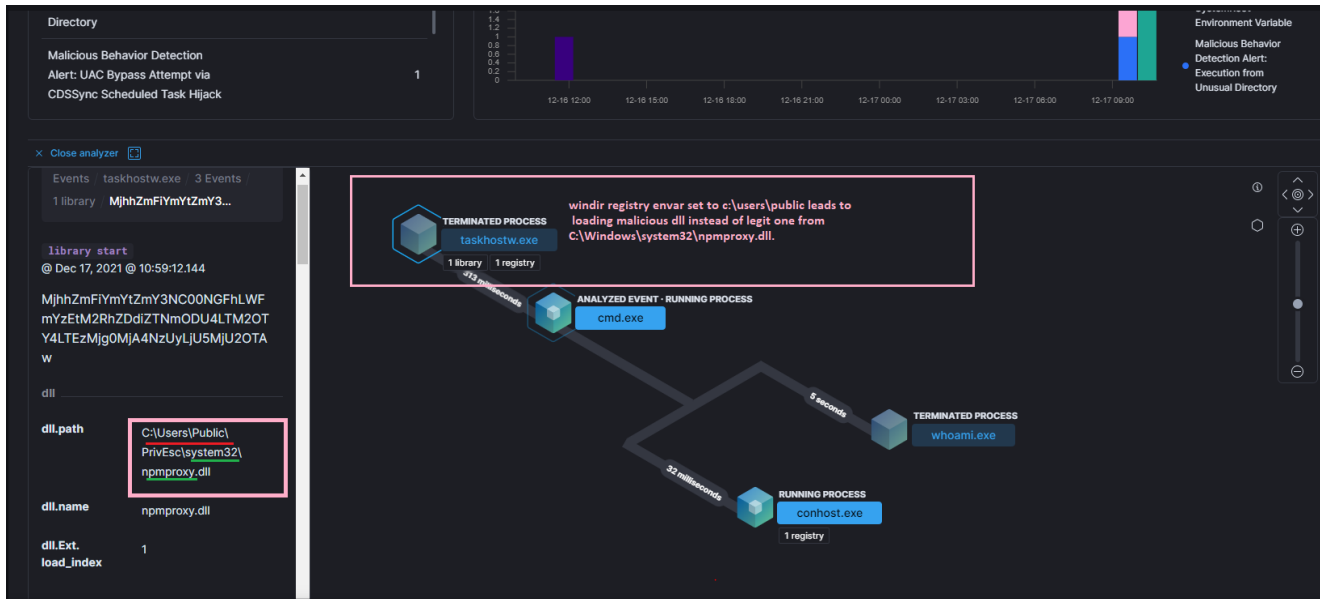 Directory
Malicious Behavior Detection
Alert: UAC Bypass Attempt via
CDSSync Scheduled Task Hijack
1
1.4
1.2
1
0.8
0.6
0.4
0.2
0
12-16 12:00
12-16 15:00
12-16 18:00
12-16 21:00
12-17 00:00
12-17 03:00
12-17 06:00
12-17 09:00
Environment Variable
Malicious Behavior
Detection Alert:
Execution from
Unusual Directory
Close analyzer
Events / taskhostw.exe / 3 Events /
1 library / MjhhZmFiYmYtZmY3...
library start
@ Dec 17, 2021 @ 10:59:12.144
MjhhZmFiYmYtZmY3NC00NGFhLWF
mYzEtM2RhZDdiZTNmODU4LTM2OT
Y4LTEzMjg0MjA4NzUyLjU5MjU2OTA
w
dll
dll.path
C:\Users\Public\
PrivEsc\system32\
npmproxy.dll
dll.name
npmproxy.dll
dll.Ext.
load_index
1
windir registry envar set to c:\users\public leads to
loading malicious dll instead of legit one from
C:\Windows\system32\npmproxy.dll.
TERMINATED PROCESS
taskhostw.exe
1 library
1 registry
313 milliseconds
ANALYZED EVENT · RUNNING PROCESS
cmd.exe
5 seconds
TERMINATED PROCESS
whoami.exe
32 milliseconds
RUNNING PROCESS
conhost.exe
1 registry